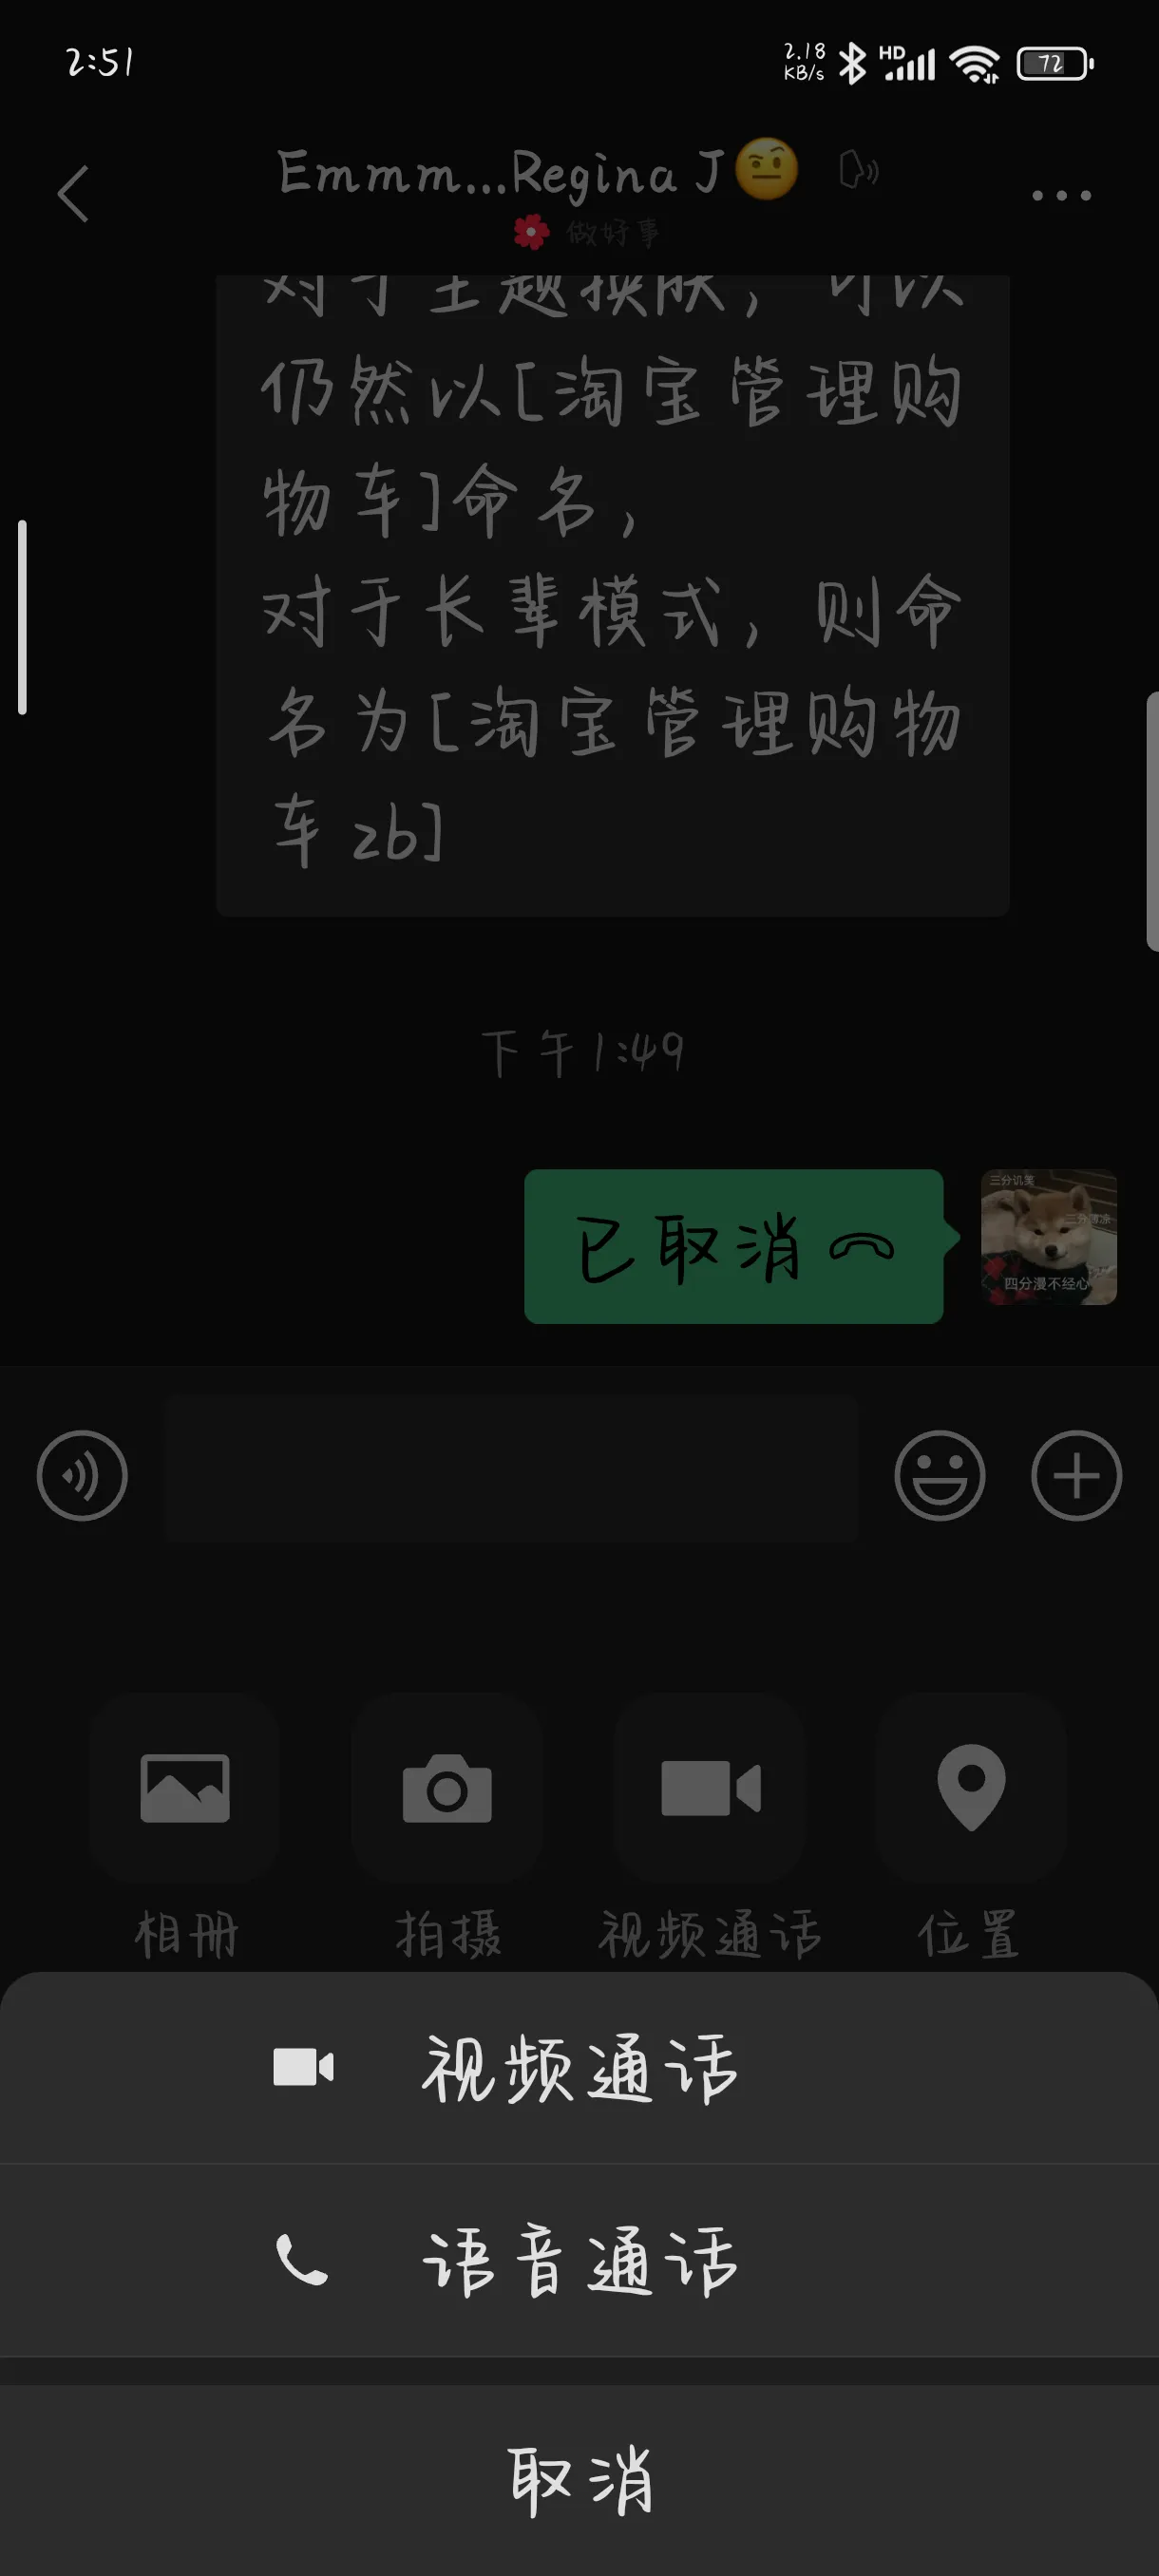 2:51
2.18
KB/s
HD
72
Emmm...Regina J🤨
做好事
对于主题换肤，可以
仍然以[淘宝管理购
物车]命名，
对于长辈模式，则命
名为[淘宝管理购物
车zb]
下午1:49
已取消
三分讥笑
三分薄凉
四分漫不经心
相册
拍摄
视频通话
位置
视频通话
语音通话
取消